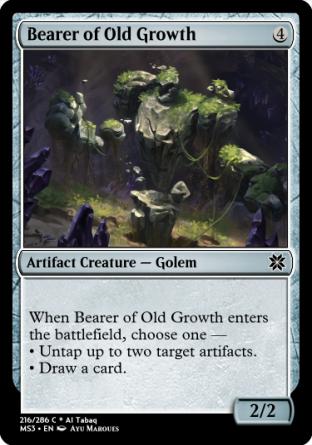 Bearer of Old Growth 4
Artifact Creature — Golem
When Bearer of Old Growth enters
the battlefield, choose one —
• Untap up to two target artifacts.
• Draw a card.
2/2
216/286 C * Al Tabaq
MS3 • EN Ayu Marques